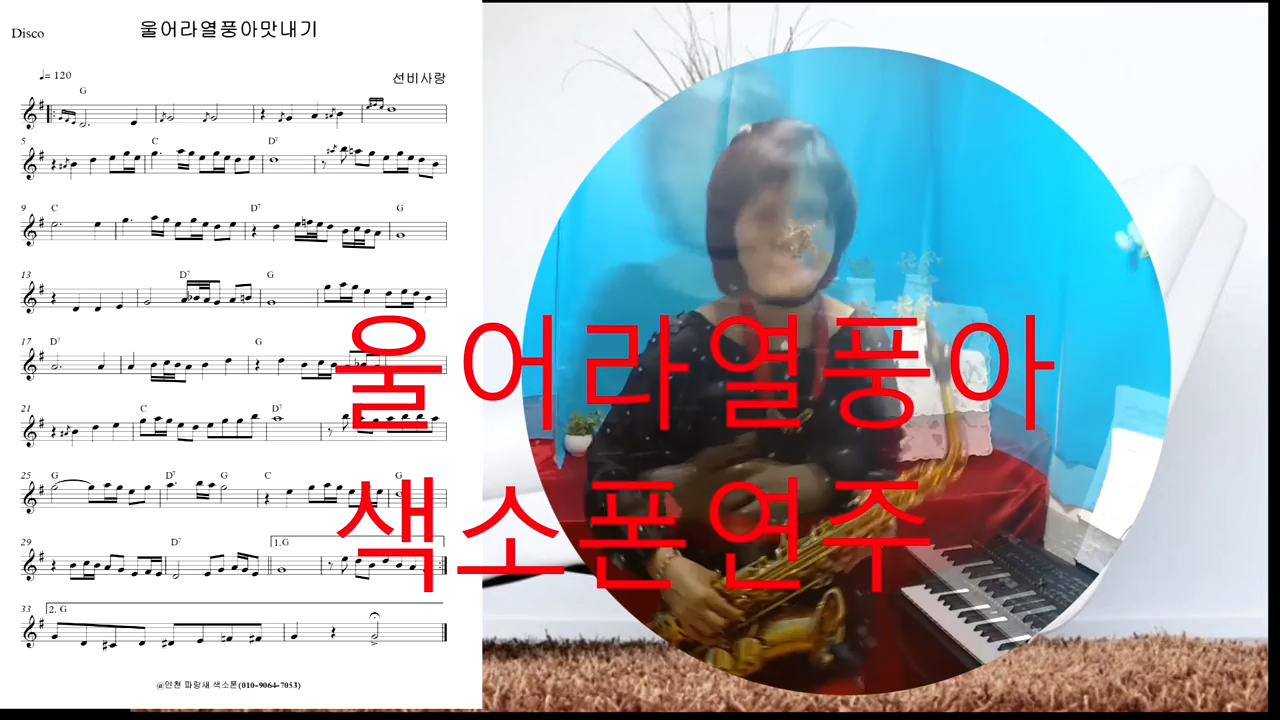 울어라열풍아맛내기
Disco
♩= 120
선비사랑
G
5
C
D7
9
C
D7
G
13
D7
G
17
D7
G
21
C
D7
25
G
D7
G
C
G
29
D7
1.G
33
2. G
@인천 파랑새 색소폰(010-9064-7053)
울어라열풍아
색소폰연주